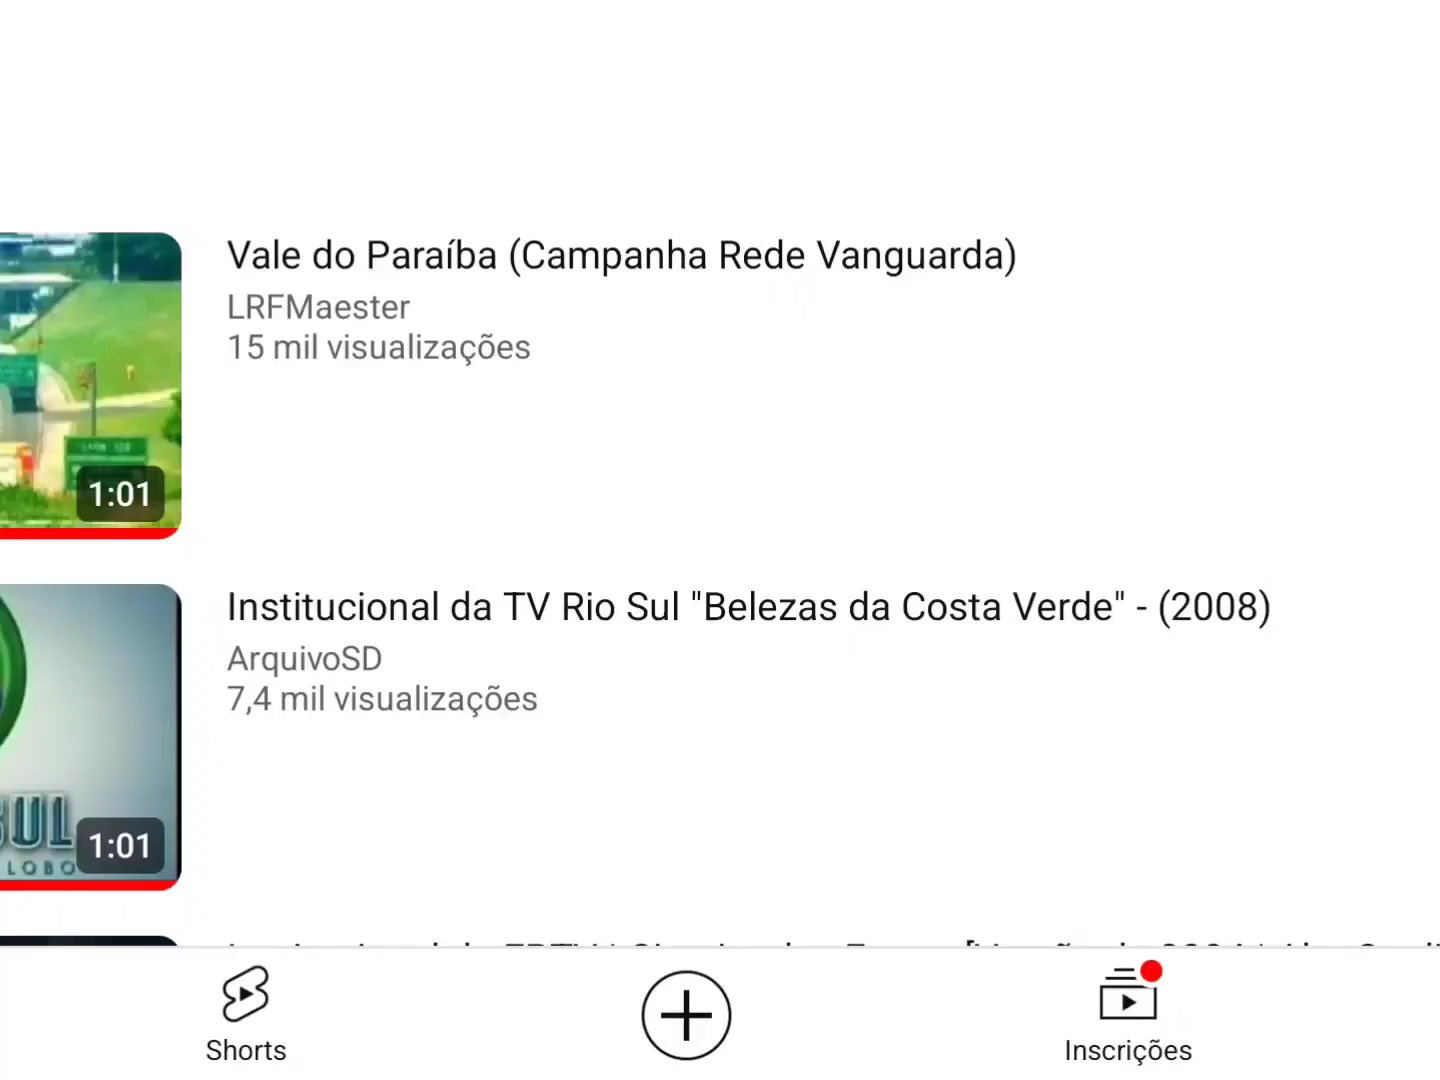 Vale do Paraíba (Campanha Rede Vanguarda)
LRFMaester
15 mil visualizações
1:01
Institucional da TV Rio Sul "Belezas da Costa Verde" - (2008)
ArquivoSD
7,4 mil visualizações
SUL
LOBO
1:01
Shorts
Inscrições